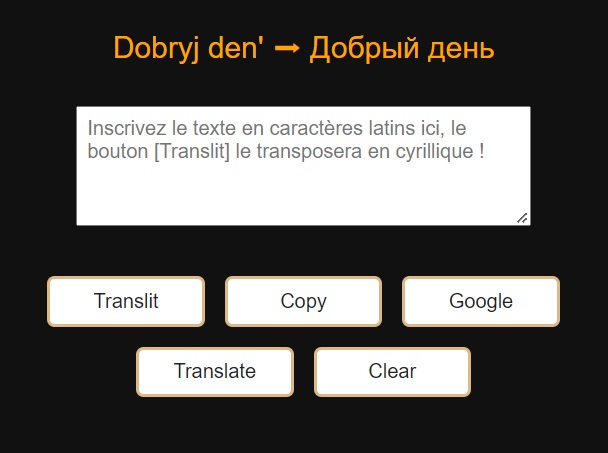 Dobryj den' ➞ Добрый день
Inscrivez le texte en caractères latins ici, le
bouton [Translit] le transposera en cyrillique !
Translit Copy Google
Translate Clear